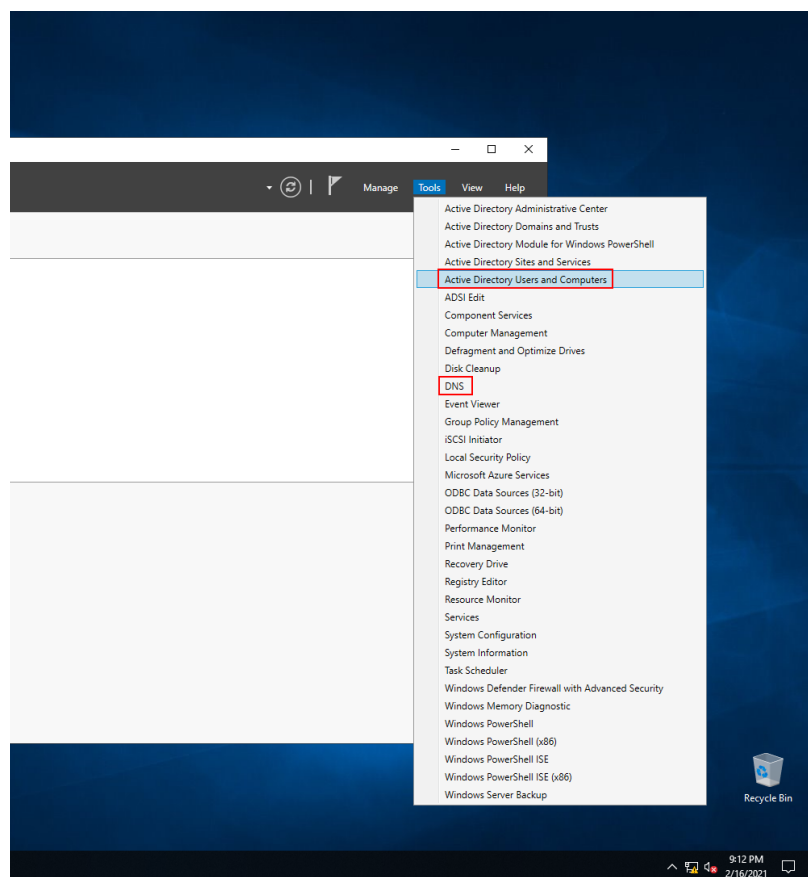 Manage Tools View Help
Active Directory Administrative Center
Active Directory Domains and Trusts
Active Directory Module for Windows PowerShell
Active Directory Sites and Services
Active Directory Users and Computers
ADSI Edit
Component Services
Computer Management
Defragment and Optimize Drives
Disk Cleanup
DNS
Event Viewer
Group Policy Management
iSCSI Initiator
Local Security Policy
Microsoft Azure Services
ODBC Data Sources (32-bit)
ODBC Data Sources (64-bit)
Performance Monitor
Print Management
Recovery Drive
Registry Editor
Resource Monitor
Services
System Configuration
System Information
Task Scheduler
Windows Defender Firewall with Advanced Security
Windows Memory Diagnostic
Windows PowerShell
Windows PowerShell (x86)
Windows PowerShell ISE
Windows PowerShell ISE (x86)
Windows Server Backup
Recycle Bin
9:12 PM
2/16/2021